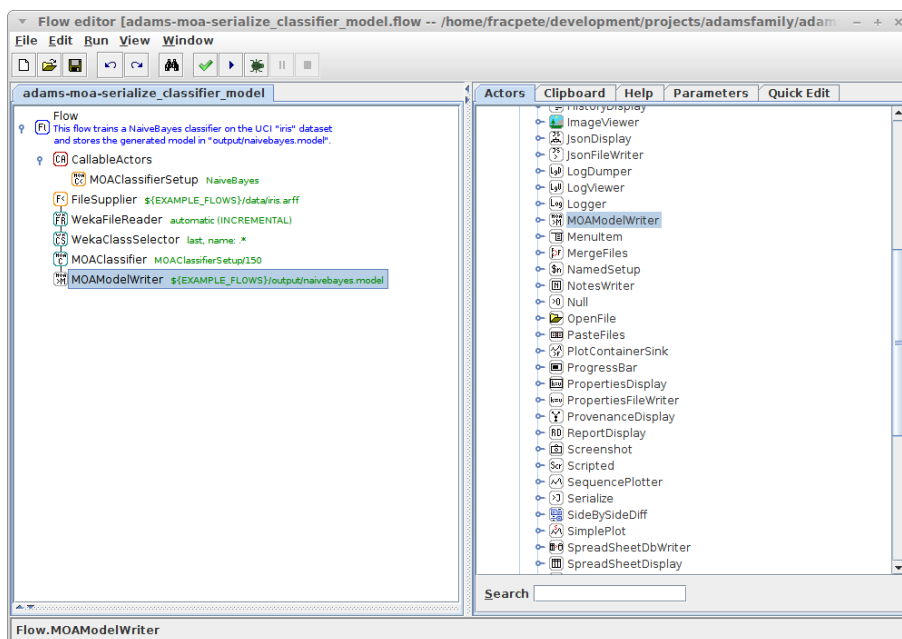 Flow editor [adams-moa-serialize_classifier_model.flow -- /home/fracpete/development/projects/adamsfamily/adam
File Edit Run View Window
adams-moa-serialize_classifier_model
Flow
This flow trains a NaiveBayes classifier on the UCI "iris" dataset
and stores the generated model in "output/naivebayes.model".
CallableActors
MOAClassifierSetup NaiveBayes
FileSupplier ${EXAMPLE_FLOWS}/data/iris.arff
WekaFileReader automatic (INCREMENTAL)
WekaClassSelector last, name: .*
MOAClassifier MOAClassifierSetup/150
MOAModelWriter ${EXAMPLE_FLOWS}/output/naivebayes.model
Actors Clipboard Help Parameters Quick Edit
HistoryDisplay
ImageViewer
JsonDisplay
JsonFileWriter
LogDumper
LogViewer
Logger
MOAModelWriter
MenuItem
MergeFiles
NamedSetup
NotesWriter
Null
OpenFile
PasteFiles
PlotContainerSink
ProgressBar
PropertiesDisplay
PropertiesFileWriter
ProvenanceDisplay
ReportDisplay
Screenshot
Scripted
SequencePlotter
Serialize
SideBySideDiff
SimplePlot
SpreadSheetDbWriter
SpreadSheetDisplay
Search
Flow.MOAModelWriter